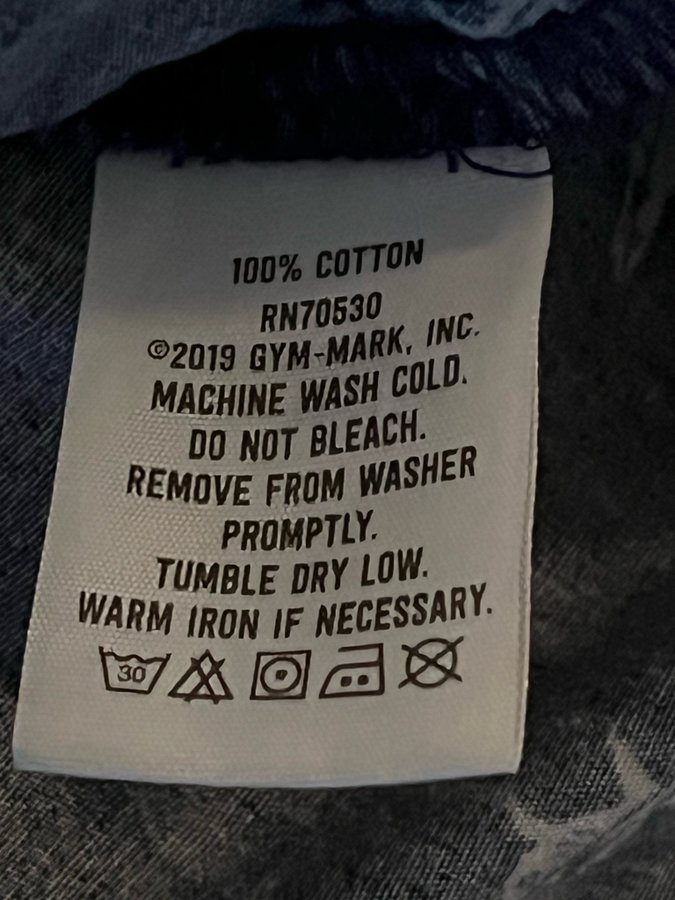 100% COTTON
RN70530
©2019 GYM-MARK, INC.
MACHINE WASH COLD.
DO NOT BLEACH.
REMOVE FROM WASHER
PROMPTLY.
TUMBLE DRY LOW.
WARM IRON IF NECESSARY.
30